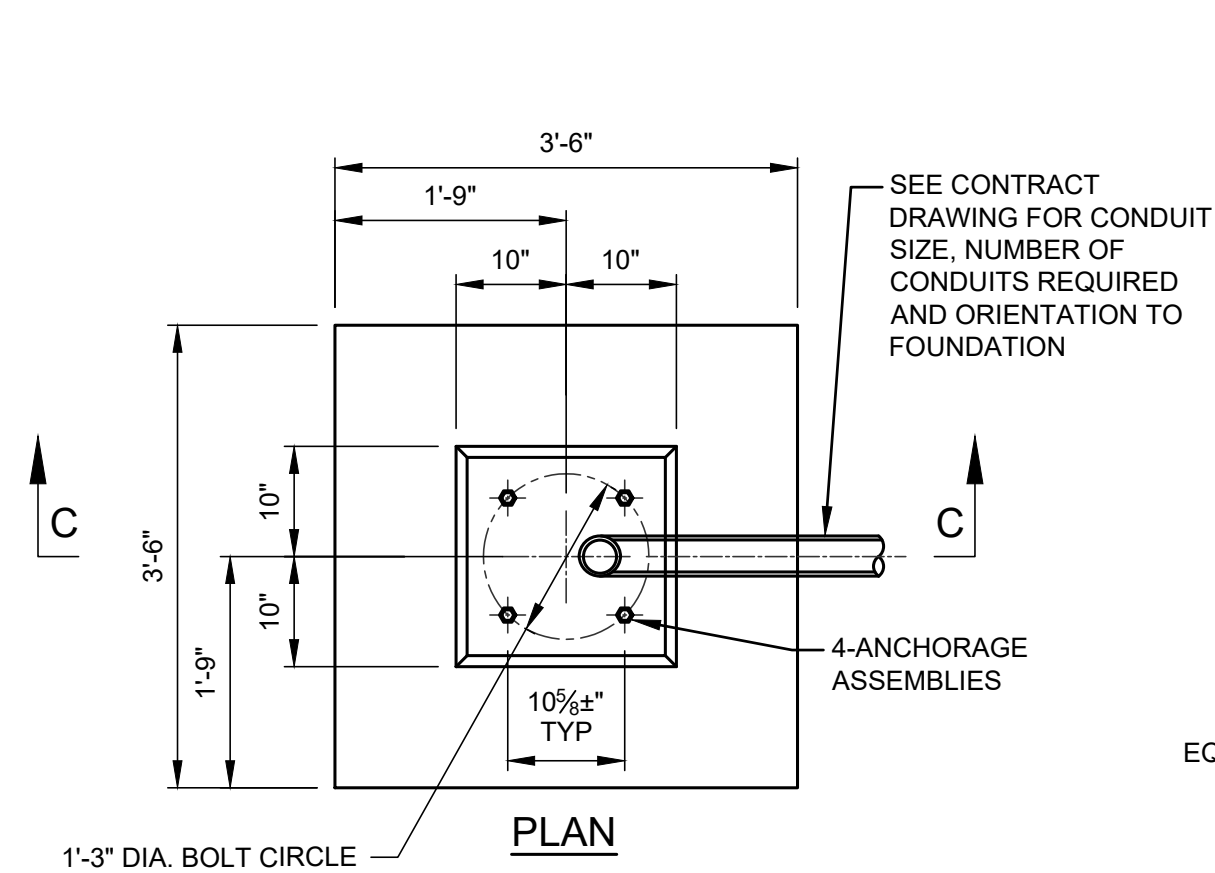 3'-6"
1'-9"
10" 10"
SEE CONTRACT
DRAWING FOR CONDUIT
SIZE, NUMBER OF
CONDUITS REQUIRED
AND ORIENTATION TO
FOUNDATION
C
C
10"
3'-6"
10"
1'-9"
4-ANCHORAGE
ASSEMBLIES
10⅝±"
TYP
EQ
PLAN
1'-3" DIA. BOLT CIRCLE